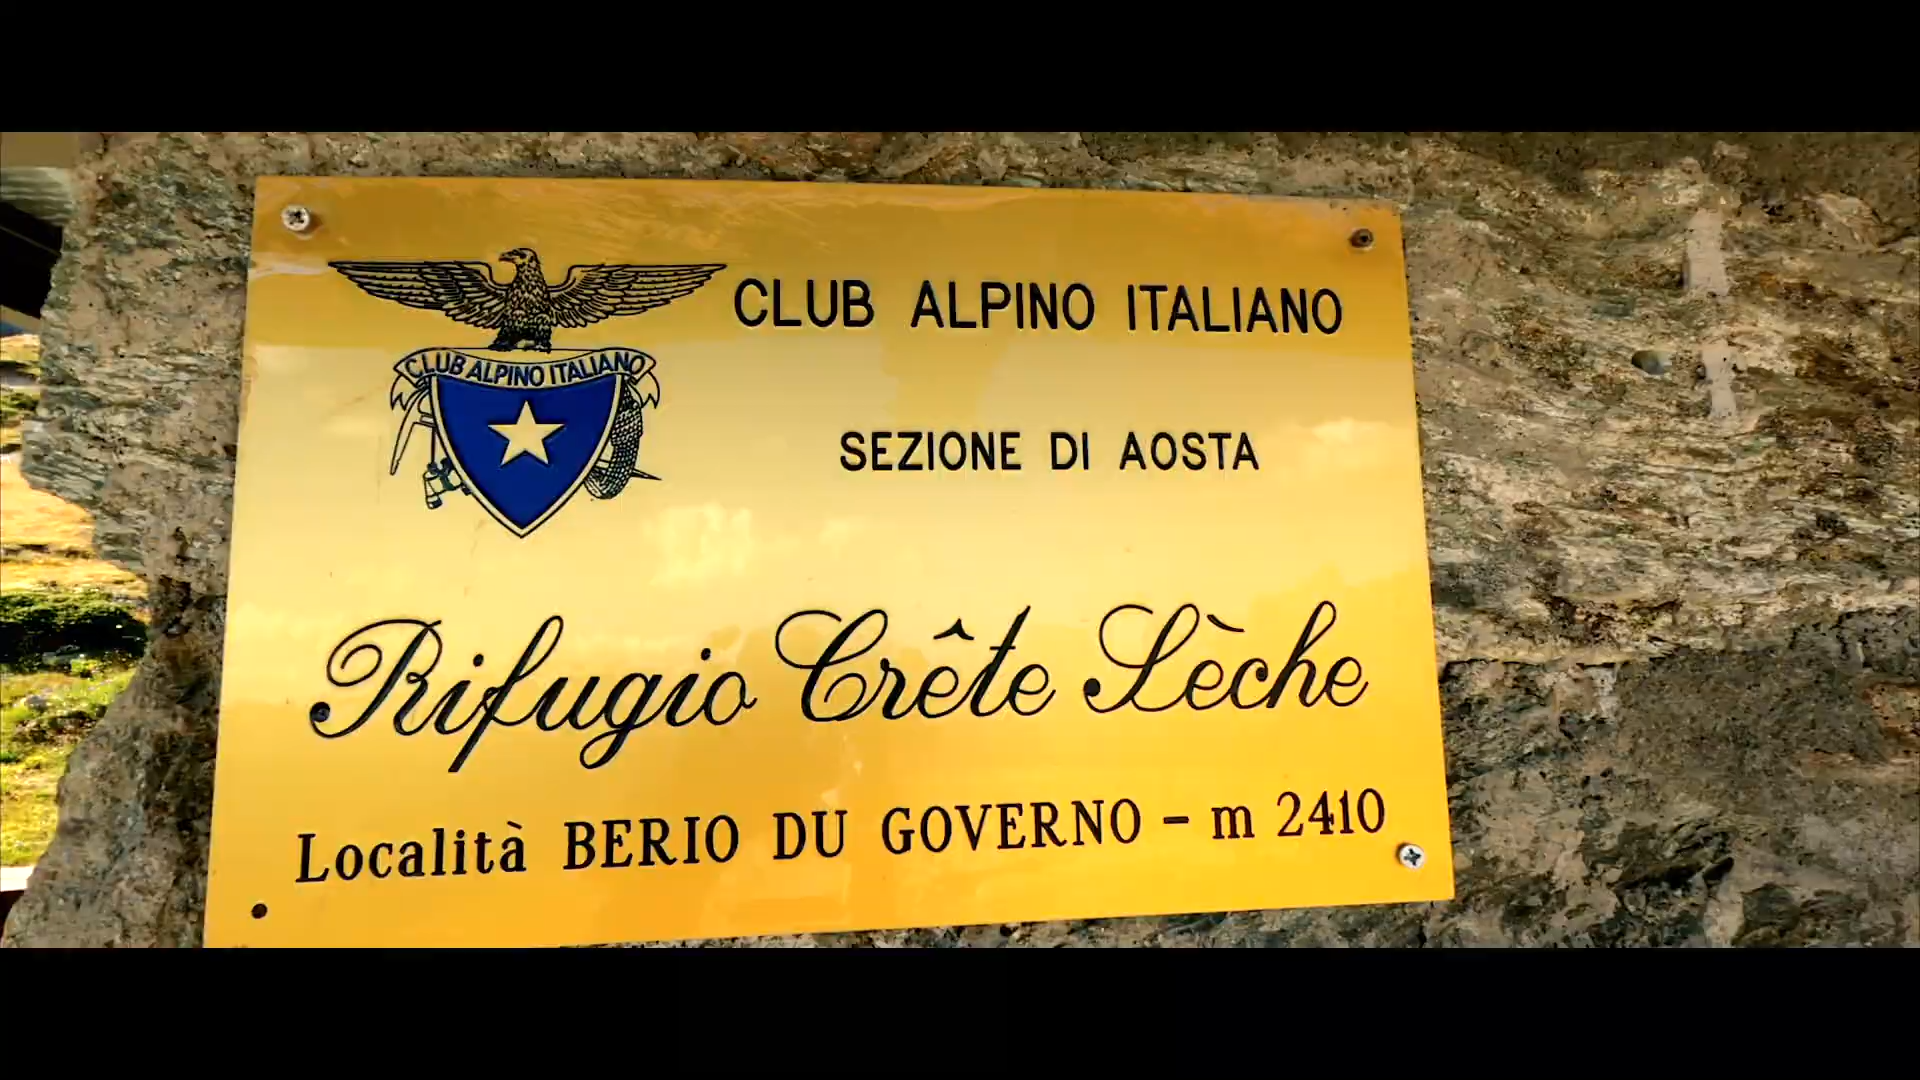 CLUB ALPINO ITALIANO
CLUB ALPINO ITALIANO
SEZIONE DI AOSTA
Rifugio Crête Sèche
Località BERIO DU GOVERNO - m 2410